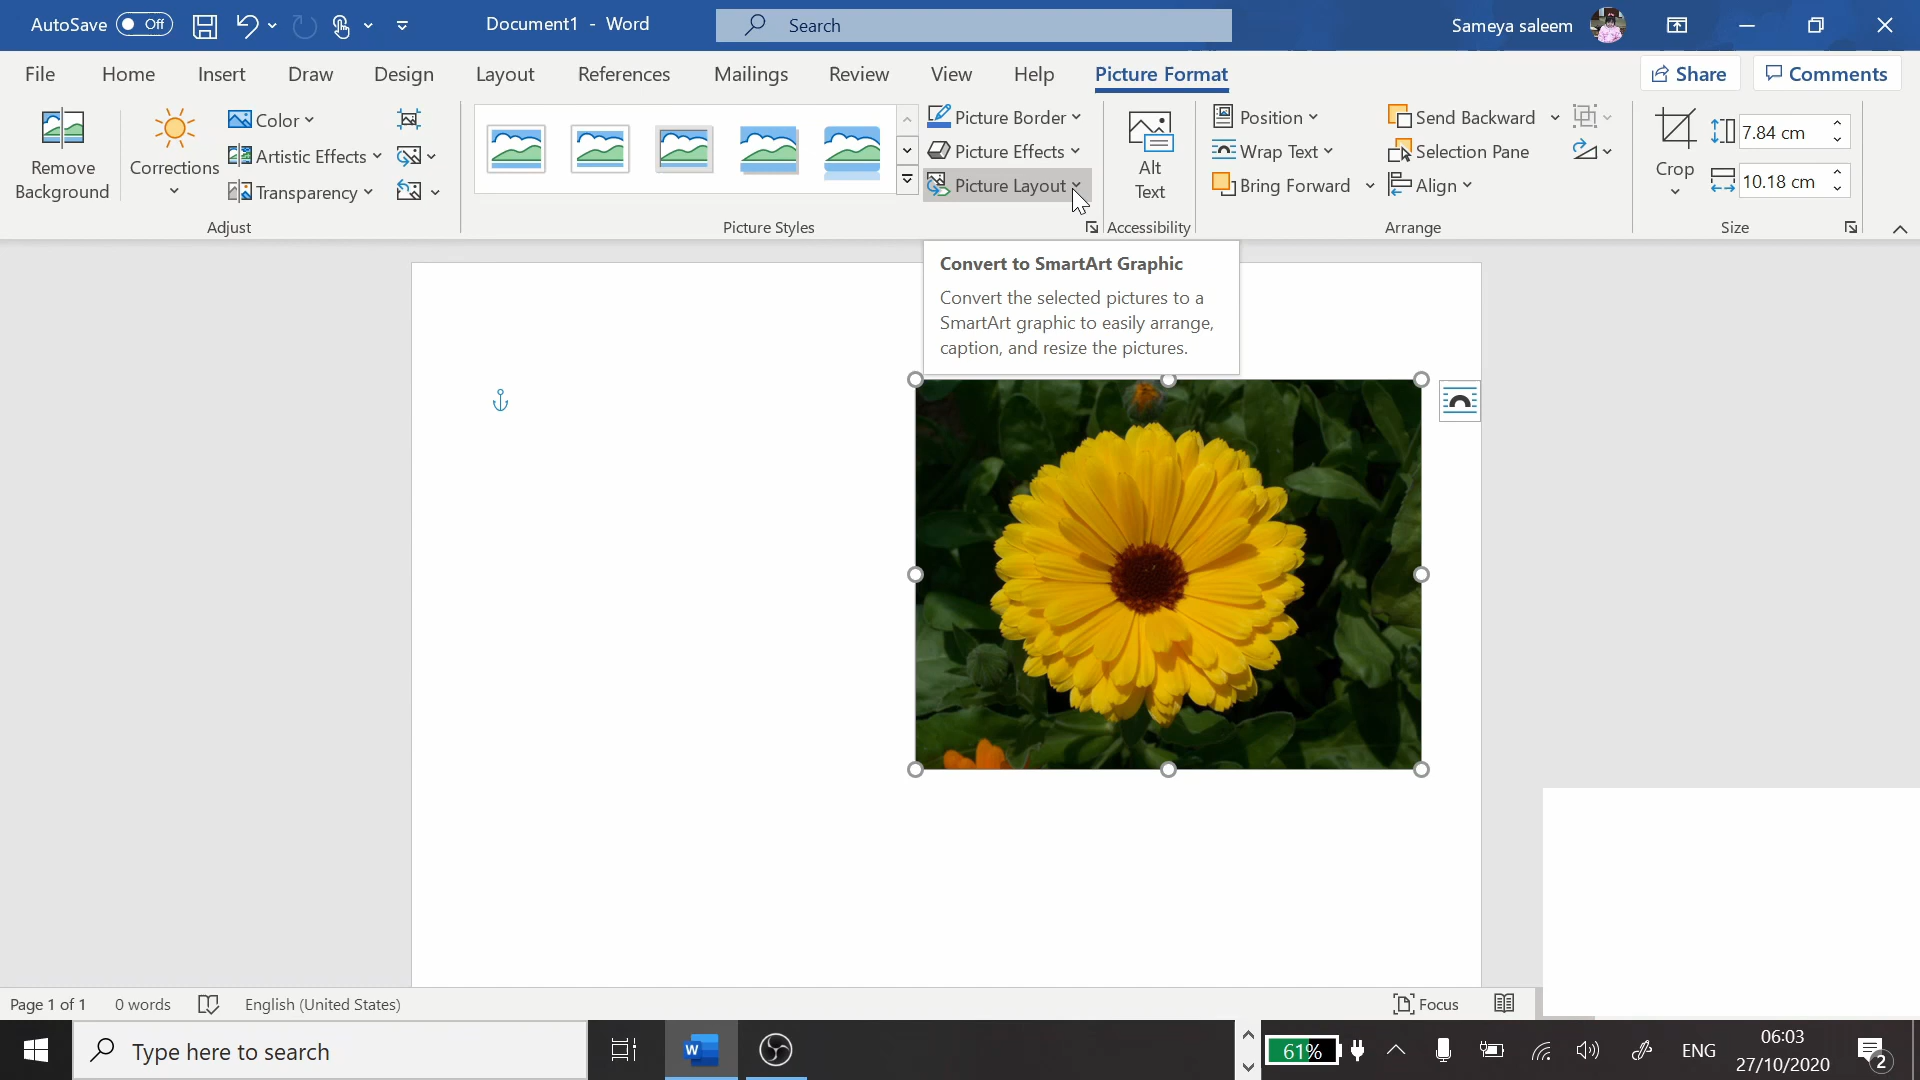 AutoSave Off Document1 - Word Search Sameya saleem
File Home Insert Draw Design Layout References Mailings Review View Help Picture Format Share Comments
Remove Background
Corrections
Color
Artistic Effects
Transparency
Adjust
Picture Border
Picture Effects
Picture Layout
Picture Styles
Alt
Text
Accessibility
Position
Wrap Text
Bring Forward
Send Backward
Selection Pane
Align
Arrange
Crop
7.84 cm
10.18 cm
Size
Convert to SmartArt Graphic
Convert the selected pictures to a
SmartArt graphic to easily arrange,
caption, and resize the pictures.
Page 1 of 1 0 words English (United States) Focus
Type here to search W 61% ENG 06:03
27/10/2020 2